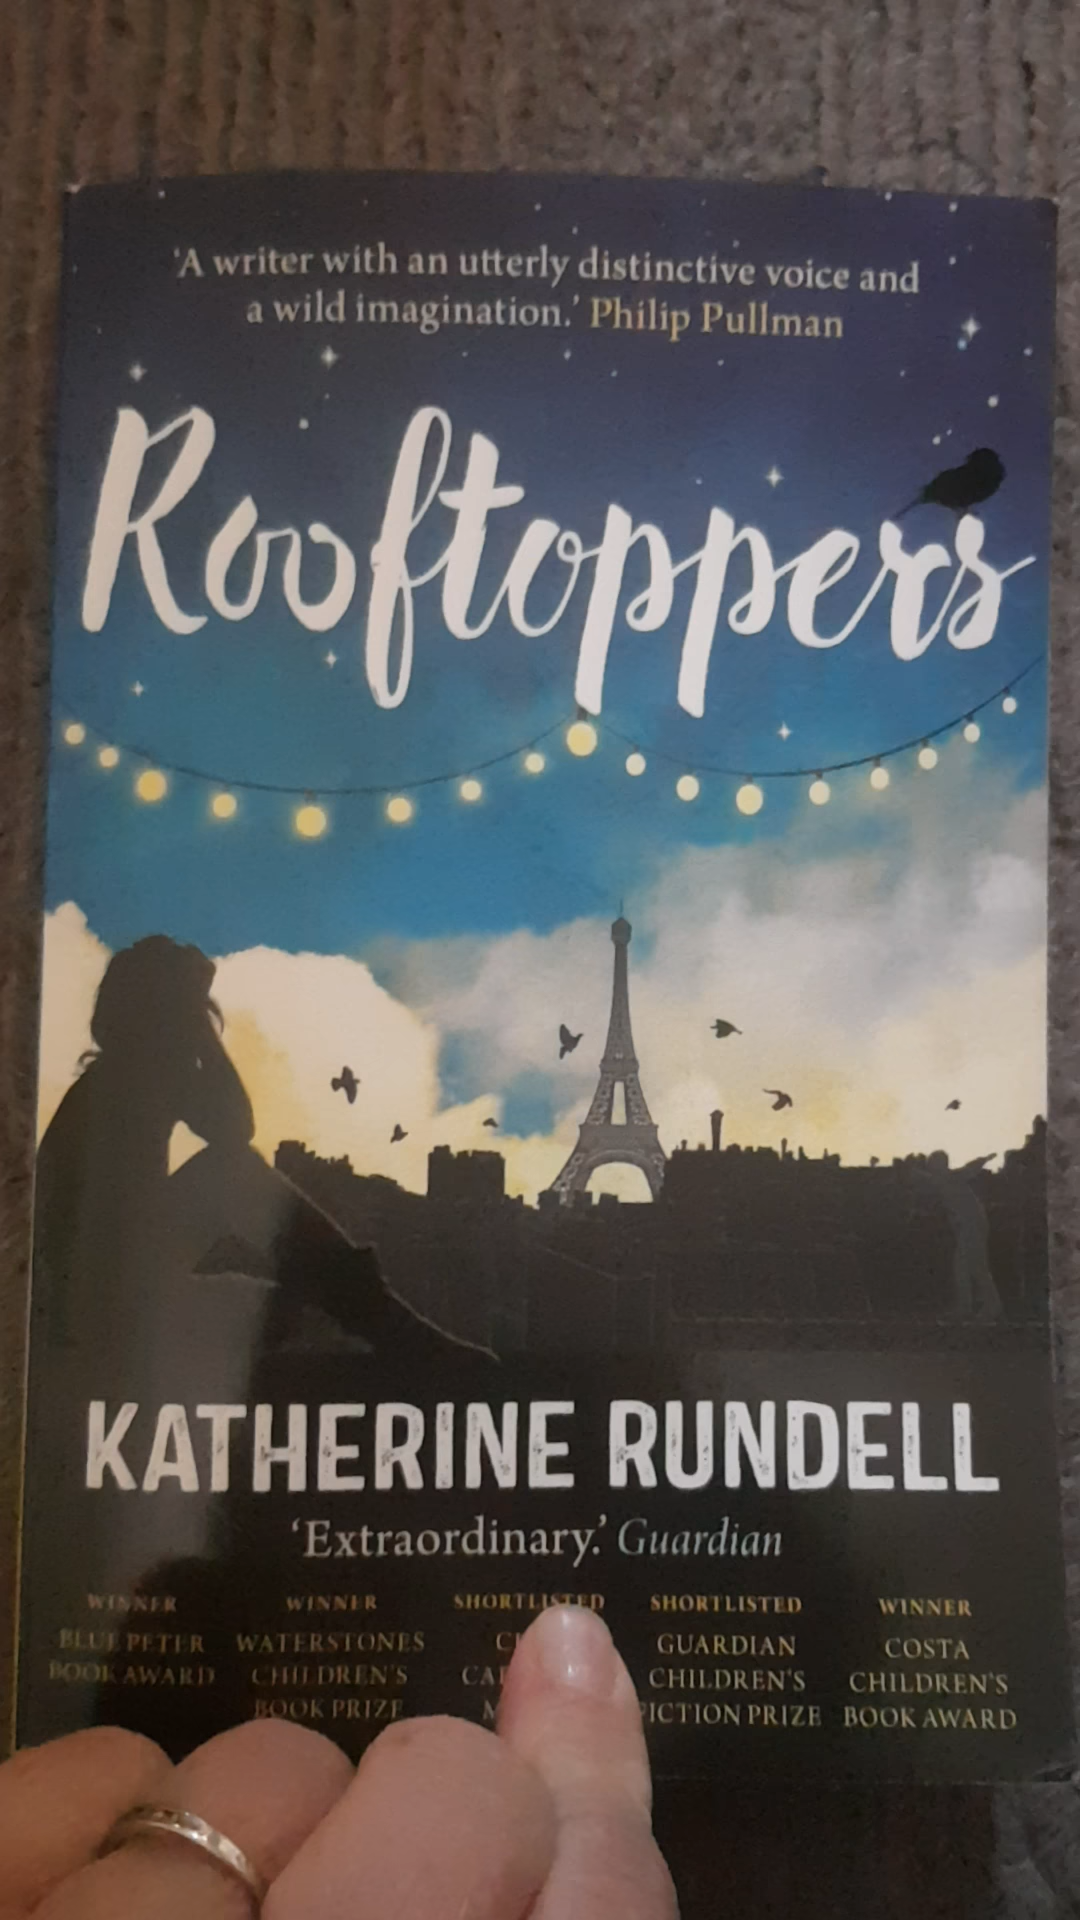 ‘A writer with an utterly distinctive voice and
a wild imagination.’ Philip Pullman
Rooftoppers
KATHERINE RUNDELL
‘Extraordinary.’ Guardian
WINNER
BLUE PETER
BOOK AWARD
WINNER
WATERSTONES
CHILDREN'S
BOOK PRIZE
SHORTLISTED
SHORTLISTED
GUARDIAN
CHILDREN'S
FICTION PRIZE
WINNER
COSTA
CHILDREN'S
BOOK AWARD